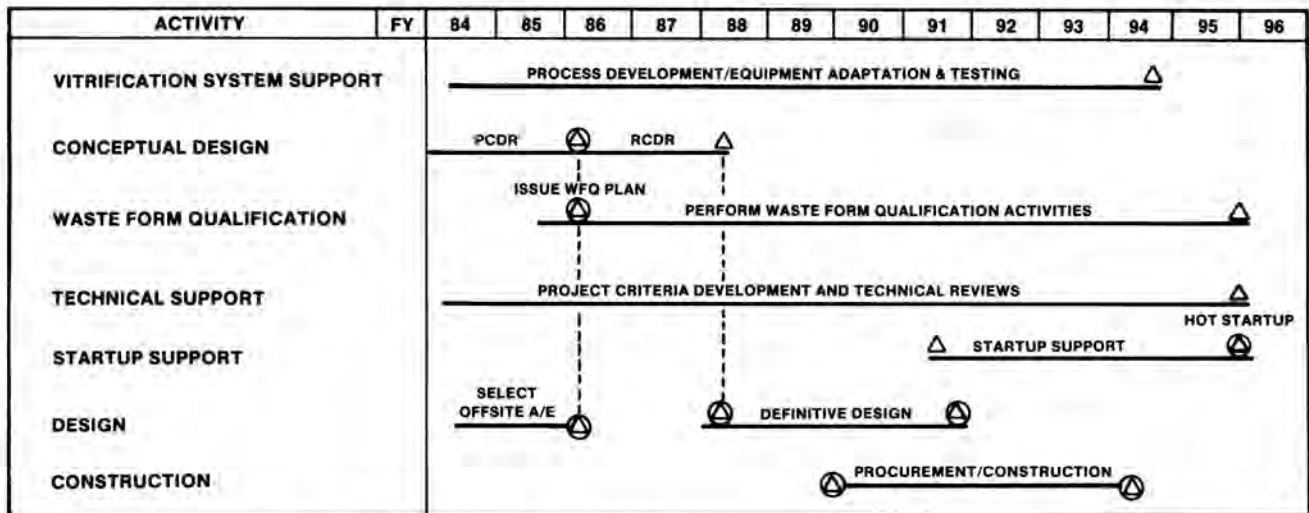 ACTIVITY FY 84 85 86 87 88 89 90 91 92 93 94 95 96
VITRIFICATION SYSTEM SUPPORT PROCESS DEVELOPMENT/EQUIPMENT ADAPTATION & TESTING
CONCEPTUAL DESIGN PCDR RCDR
ISSUE WFQ PLAN
WASTE FORM QUALIFICATION PERFORM WASTE FORM QUALIFICATION ACTIVITIES
TECHNICAL SUPPORT PROJECT CRITERIA DEVELOPMENT AND TECHNICAL REVIEWS
HOT STARTUP
STARTUP SUPPORT STARTUP SUPPORT
SELECT
OFFSITE A/E
DESIGN DEFINITIVE DESIGN
CONSTRUCTION PROCUREMENT/CONSTRUCTION